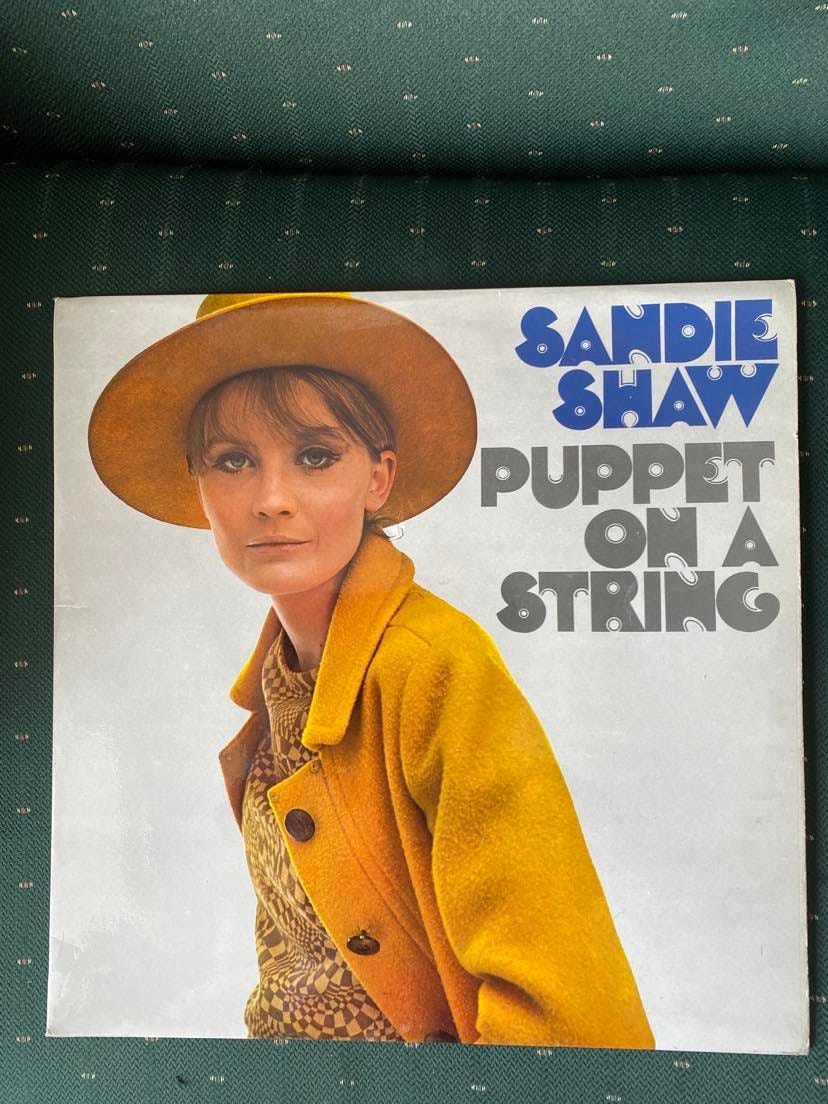 SANDIE
SHAW
PUPPET
ON A
STRING